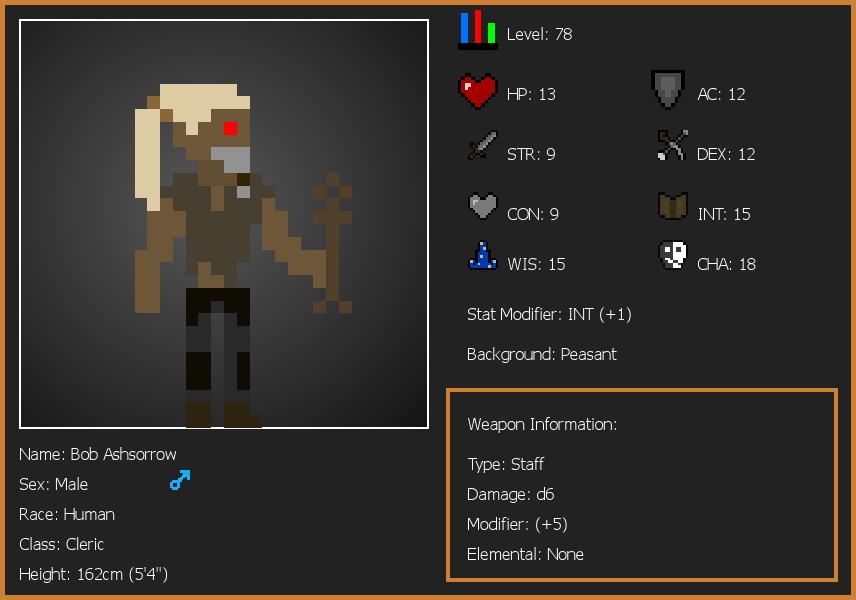 Level: 78
HP: 13
AC: 12
STR: 9
DEX: 12
CON: 9
INT: 15
WIS: 15
CHA: 18
Stat Modifier: INT (+1)
Background: Peasant
Weapon Information:
Type: Staff
Damage: d6
Modifier: (+5)
Elemental: None
Name: Bob Ashsorrow
Sex: Male
Race: Human
Class: Cleric
Height: 162cm (5'4")